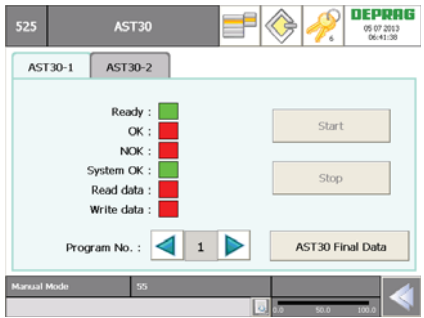 525 AST30 6 DEPRAG
05 07 2013
06:41:38
AST30-1 AST30-2
Ready :
OK :
NOK :
System OK :
Read data :
Write data :
Start
Stop
Program No. : 1 AST30 Final Data
Manual Mode 55
0.0 50.0 100.0